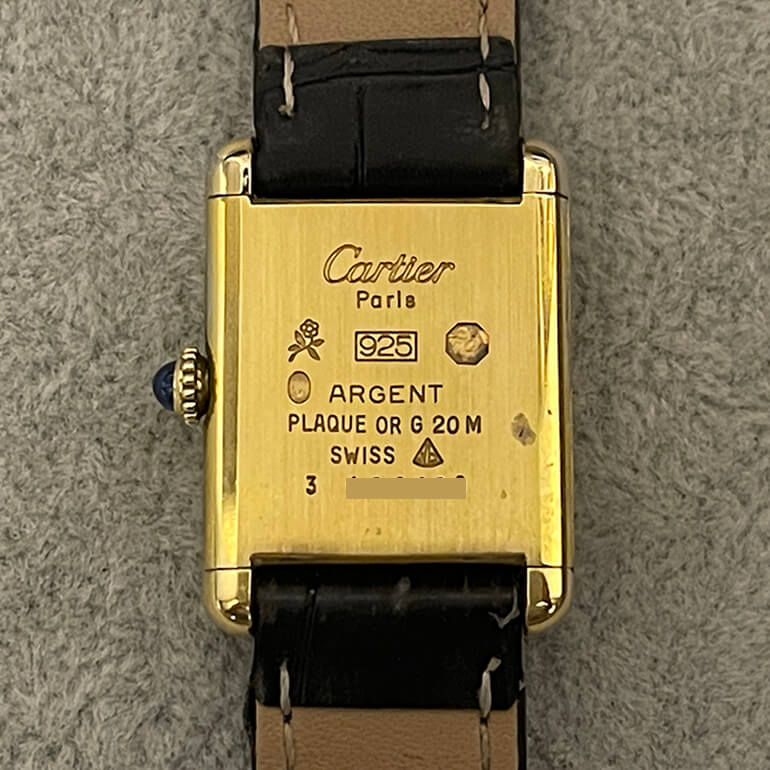 Cartier
Paris
925
ARGENT
PLAQUE OR G 20 M
SWISS
3